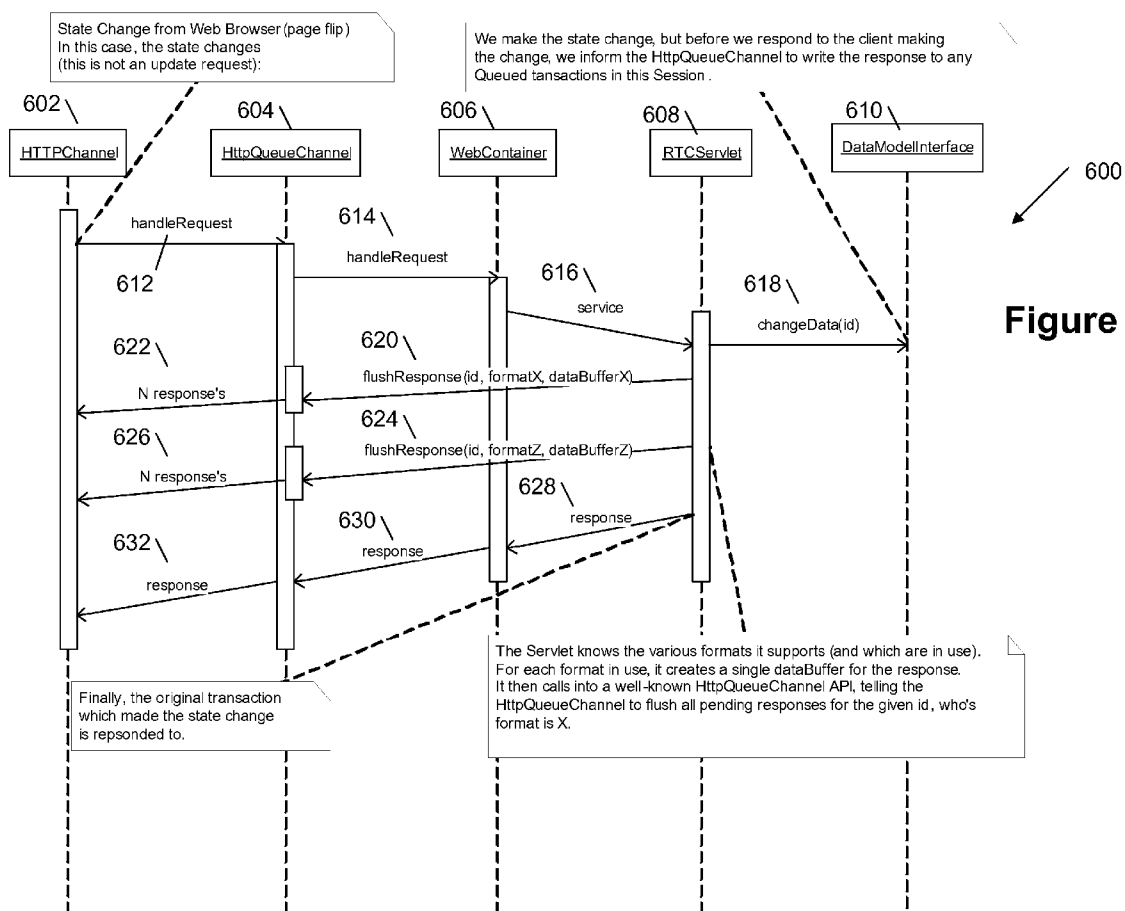 State Change from Web Browser (page flip)
In this case, the state changes
(this is not an update request):
We make the state change, but before we respond to the client making
the change, we inform the HttpQueueChannel to write the response to any
Queued tansactions in this Session .
602
604
606
608
610
HTTPChannel
HttpQueueChannel
WebContainer
RTCServlet
DataModelInterface
600
handleRequest
612
614
handleRequest
616
service
618
changeData(id)
Figure
620
flushResponse(id, formatX, dataBufferX)
622
N response's
624
flushResponse(id, formatZ, dataBufferZ)
626
N response's
628
response
630
response
632
response
The Servlet knows the various formats it supports (and which are in use).
For each format in use, it creates a single dataBuffer for the response.
It then calls into a well-known HttpQueueChannel API, telling the
HttpQueueChannel to flush all pending responses for the given id, who's
format is X.
Finally, the original transaction
which made the state change
is repsonded to.